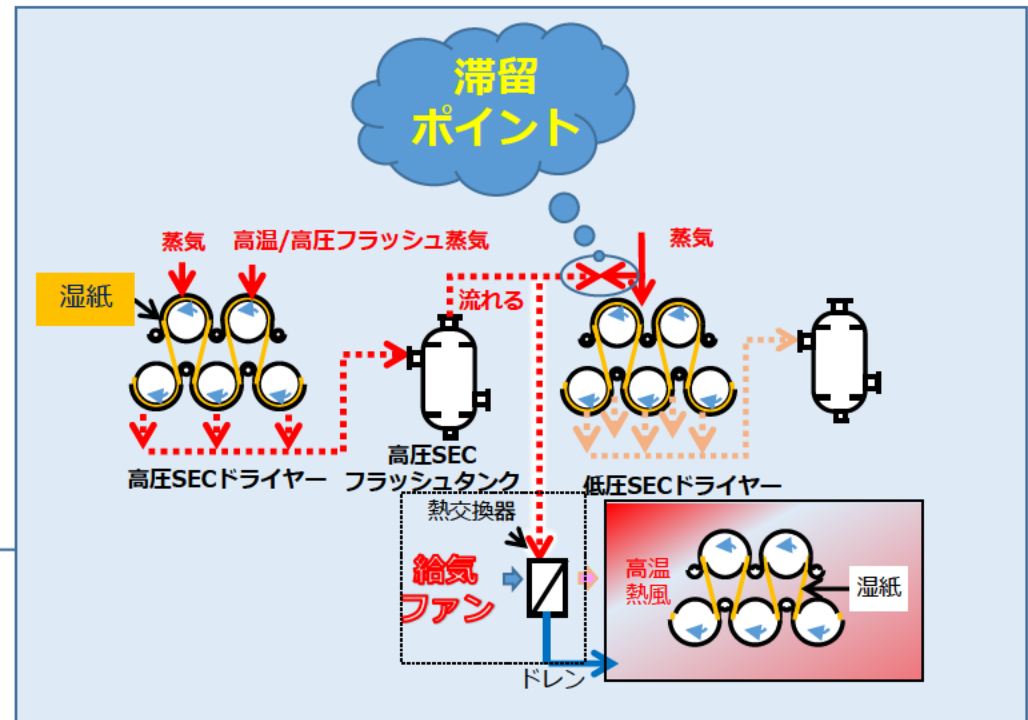 滞留
ポイント
蒸気
高温/高圧フラッシュ蒸気
蒸気
湿紙
流れる
高圧SECドライヤー
高圧SEC
フラッシュタンク
低圧SECドライヤー
熱交換器
給気
ファン
高温
熱風
湿紙
ドレン